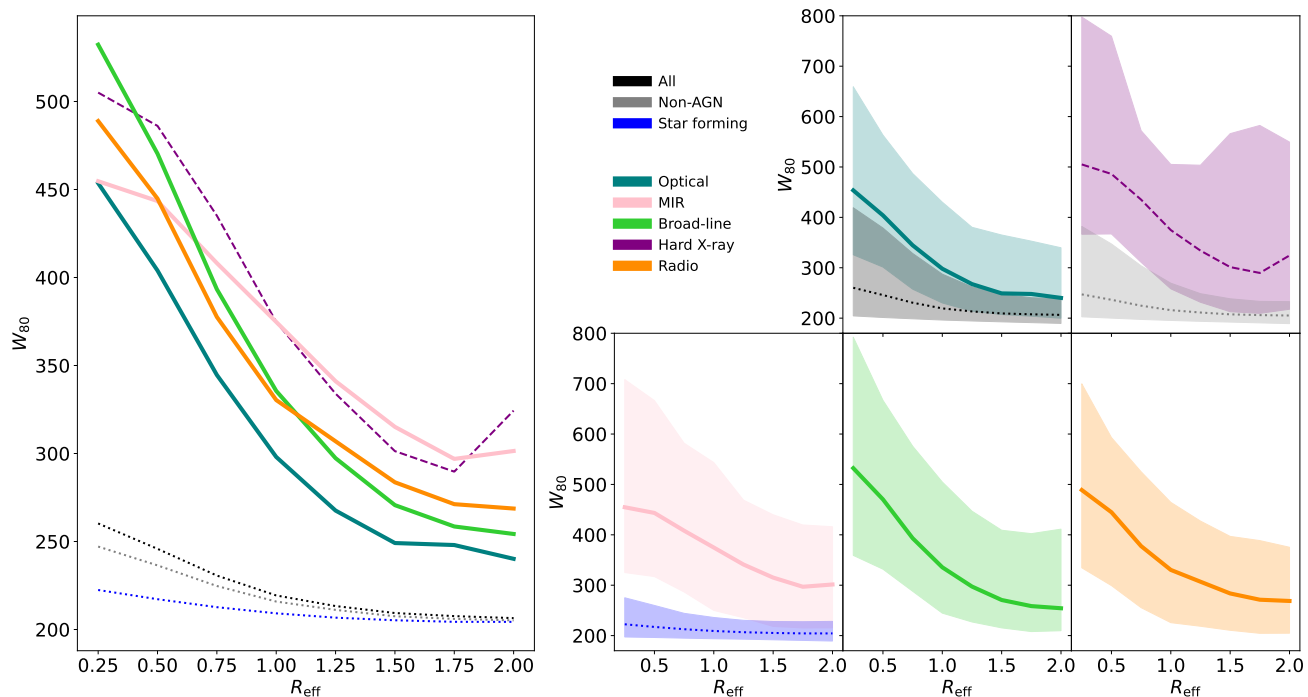 500
450
400
350
300
250
200
W80
0.25 0.50 0.75 1.00 1.25 1.50 1.75 2.00
Reff
All
Non-AGN
Star forming
Optical
MIR
Broad-line
Hard X-ray
Radio
800
700
600
500
400
300
200
W80
800
700
600
500
400
300
200
W80
0.5 1.0 1.5 2.0
Reff
0.5 1.0 1.5 2.0
Reff
0.5 1.0 1.5 2.0
Reff